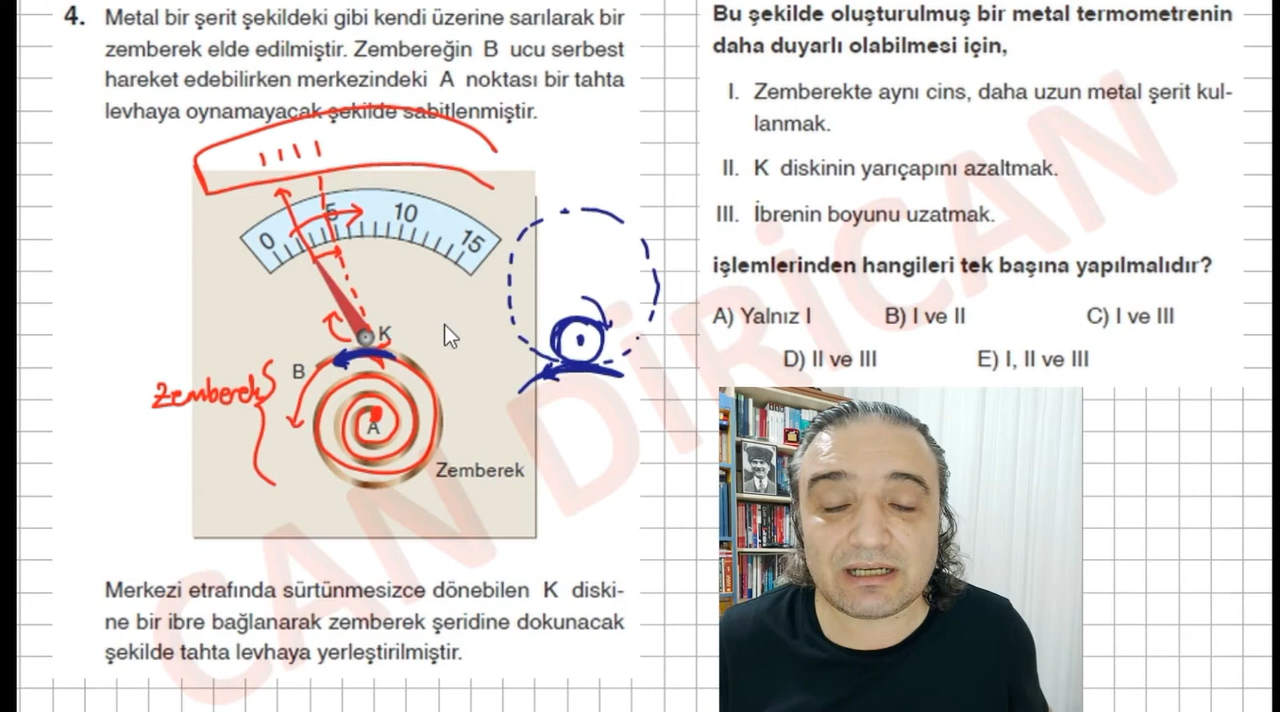 4. Metal bir şerit şekildeki gibi kendi üzerine sarılarak bir
zemberek elde edilmiştir. Zembereğin B ucu serbest
hareket edebilirken merkezindeki A noktası bir tahta
levhaya oynamayacak şekilde sabitlenmiştir.
0 5 10 15
K
B
Zemberek
A
Zemberek
Merkezi etrafında sürtünmesizce dönebilen K diski-
ne bir ibre bağlanarak zemberek şeridine dokunacak
şekilde tahta levhaya yerleştirilmiştir.
Bu şekilde oluşturulmuş bir metal termometrenin
daha duyarlı olabilmesi için,
I. Zemberekte aynı cins, daha uzun metal şerit kul-
lanmak.
II. K diskinin yarıçapını azaltmak.
III. İbrenin boyunu uzatmak.
işlemlerinden hangileri tek başına yapılmalıdır?
A) Yalnız I B) I ve II C) I ve III
D) II ve III E) I, II ve III
CAN DİRİCAN